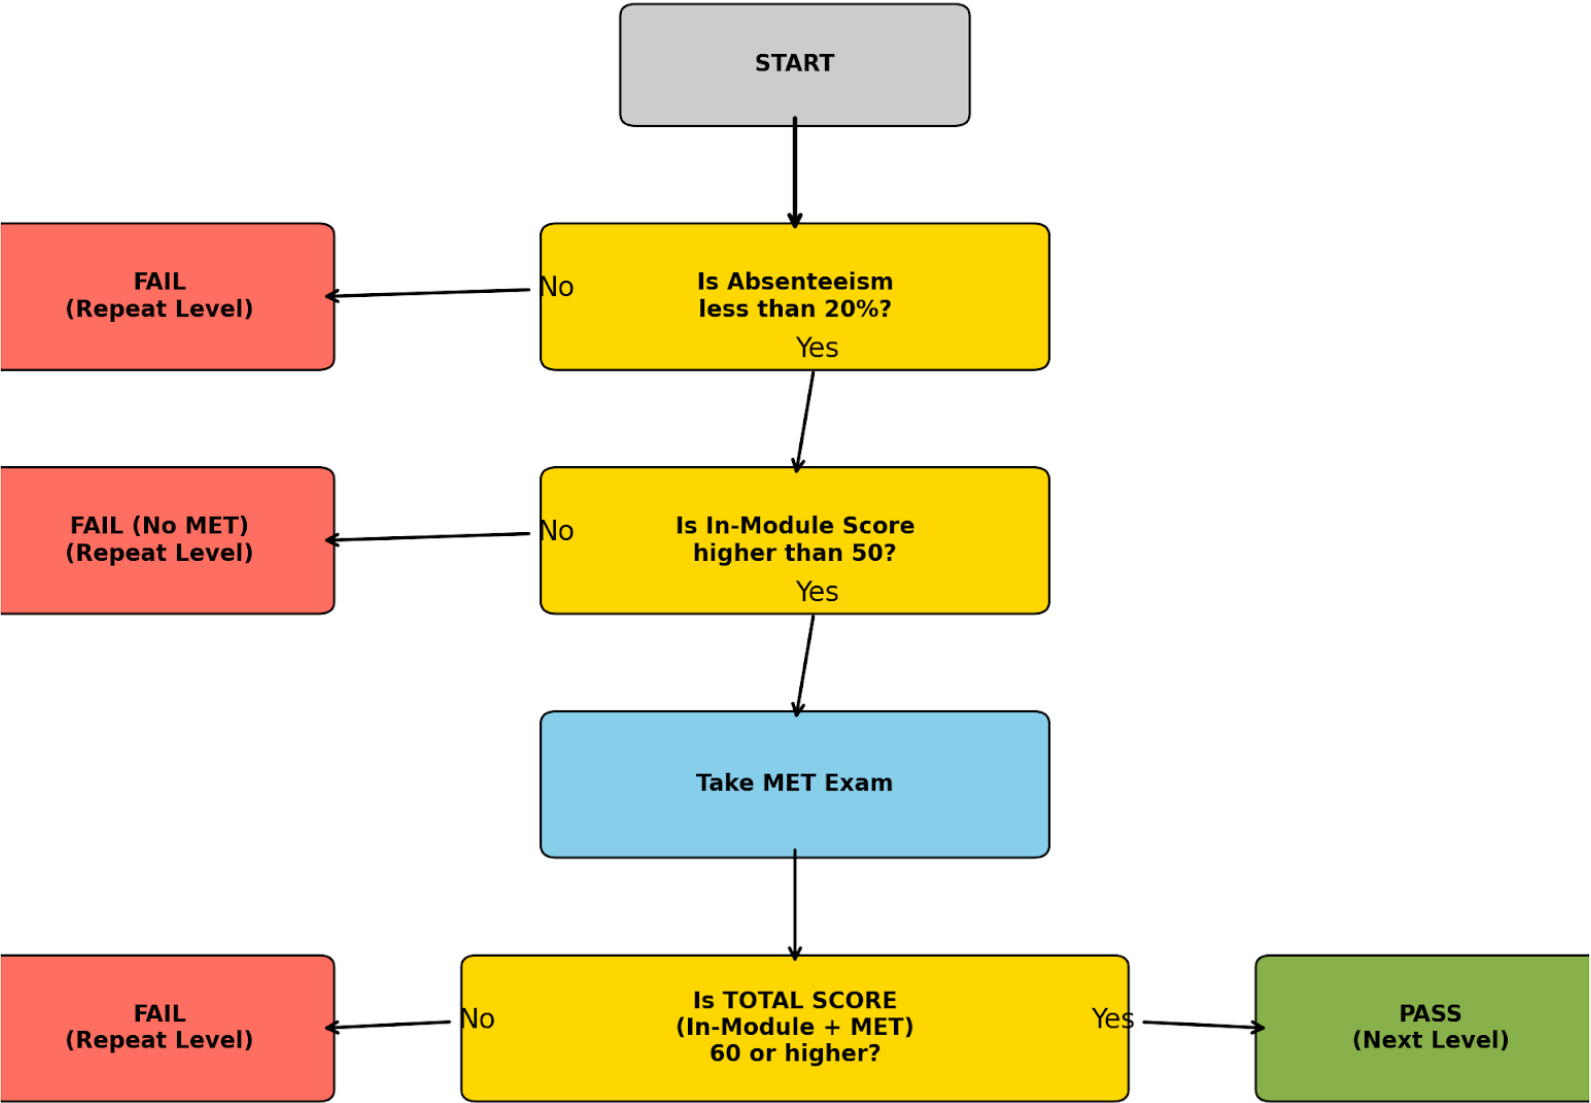 START
FAIL
(Repeat Level)
No
Is Absenteeism
less than 20%?
Yes
FAIL (No MET)
(Repeat Level)
No
Is In-Module Score
higher than 50?
Yes
Take MET Exam
FAIL
(Repeat Level)
No
Is TOTAL SCORE
(In-Module + MET)
60 or higher?
Yes
PASS
(Next Level)